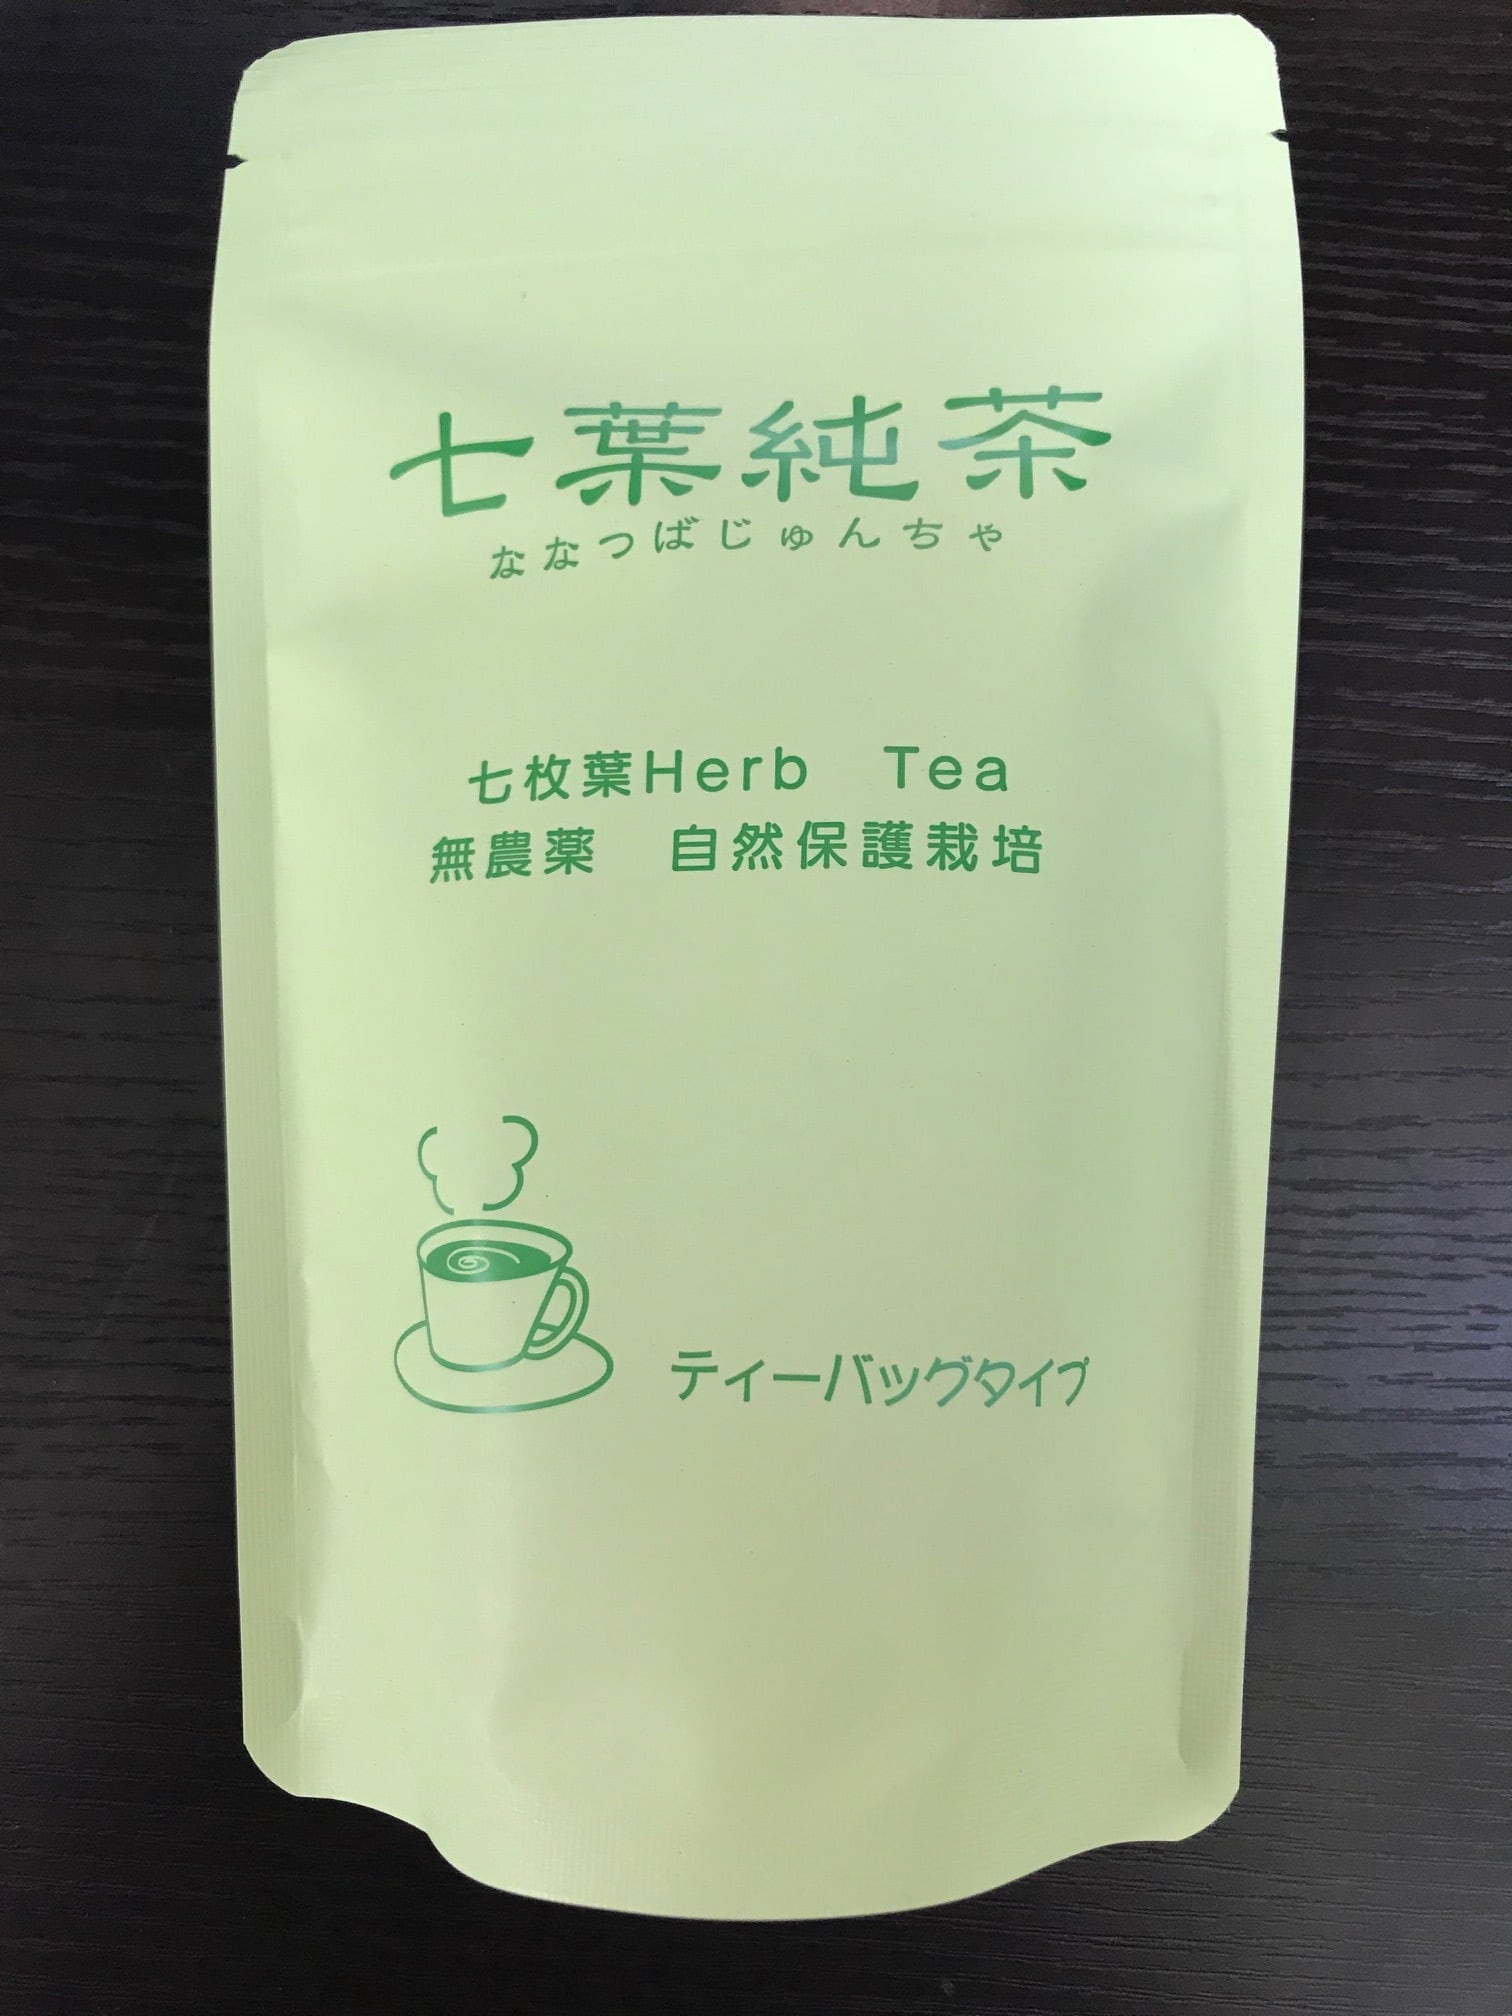 七葉純茶
ななつばじゅんちゃ
七枚葉Herb　Tea
無農薬　自然保護栽培
ティーバッグタイプ